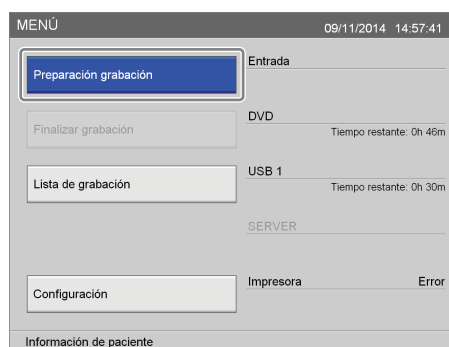 MENÚ 09/11/2014 14:57:41
Preparación grabación
Entrada
Finalizar grabación
DVD
Tiempo restante: 0h 46m
Lista de grabación
USB 1
Tiempo restante: 0h 30m
SERVER
Configuración
Impresora Error
Información de paciente